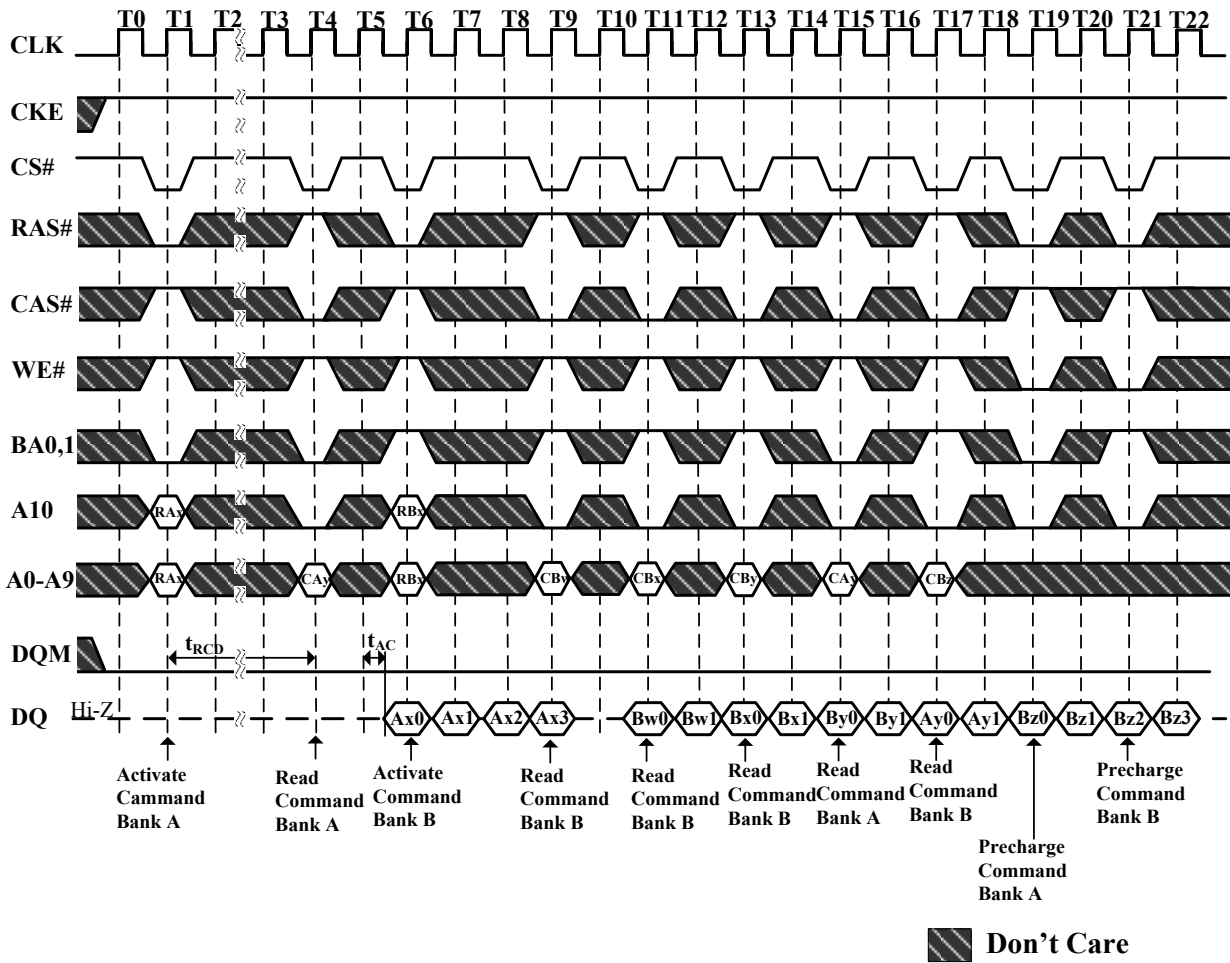 T0 T1 T2 T3 T4 T5 T6 T7 T8 T9 T10 T11 T12 T13 T14 T15 T16 T17 T18 T19 T20 T21 T22
CLK
CKE
CS#
RAS#
CAS#
WE#
BA0,1
A10 RAx RBx
A0-A9 RAx CAy RBx CBw CBx CBy CAy CBz
DQM tRCD tAC
DQ Hi-Z Ax0 Ax1 Ax2 Ax3 Bw0 Bw1 Bx0 Bx1 By0 By1 Ay0 Ay1 Bz0 Bz1 Bz2 Bz3
Activate
Cammand
Bank A
Read
Command
Bank A
Activate
Command
Bank B
Read
Command
Bank B
Read
Command
Bank B
Read
Command
Bank B
Read
Command
Bank A
Read
Command
Bank B
Precharge
Command
Bank A
Precharge
Command
Bank B
Don't Care